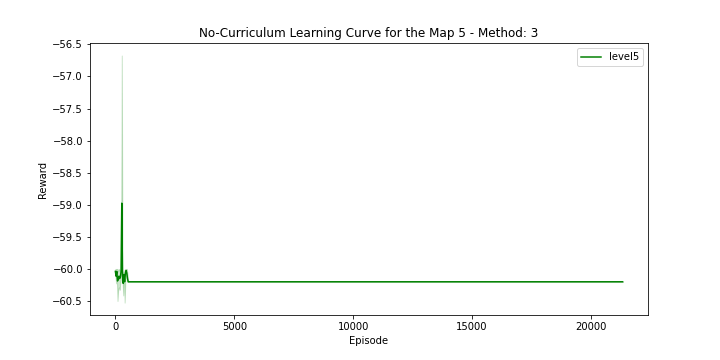 No-Curriculum Learning Curve for the Map 5 - Method: 3
level5
−56.5
−57.0
−57.5
−58.0
−58.5
−59.0
−59.5
−60.0
−60.5
Reward
0 5000 10000 15000 20000
Episode